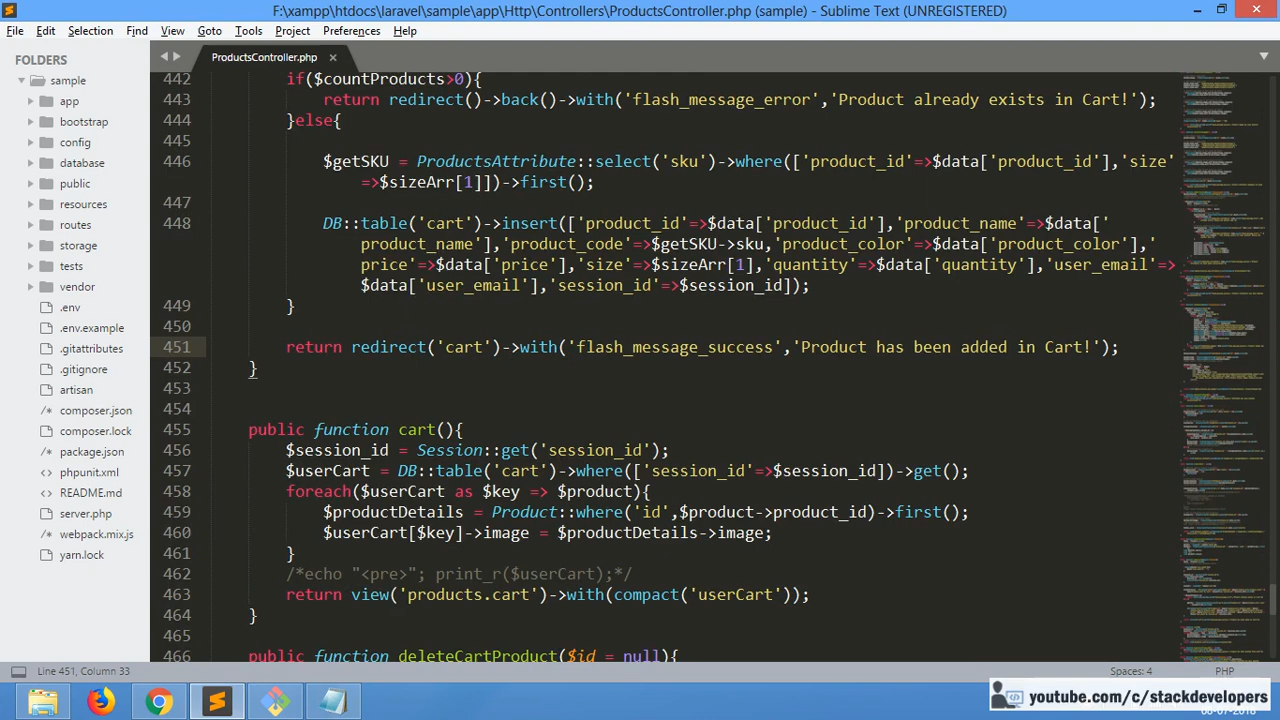 F:\xampp\htdocs\laravel\sample\app\Http\Controllers\ProductsController.php (sample) - Sublime Text (UNREGISTERED)
File Edit Selection Find View Goto Tools Project Preferences Help
FOLDERS
sample
app
bootstrap
config
database
public
resources
routes
storage
tests
vendor
.env
.env.example
.gitattributes
.gitignore
artisan
composer.json
composer.lock
package.json
phpunit.xml
README.md
server.php
webpack.mix.js
yarn.lock
ProductsController.php
442 if($countProducts>0){
443 return redirect()->back()->with('flash_message_error','Product already exists in Cart!');
444 }else{
445
446 $getSKU = ProductsAttribute::select('sku')->where(['product_id'=>$data['product_id'],'size'
=>$sizeArr[1]])->first();
447
448 DB::table('cart')->insert(['product_id'=>$data['product_id'],'product_name'=>$data['
product_name'],'product_code'=>$getSKU->sku,'product_color'=>$data['product_color'],'
price'=>$data['price'],'size'=>$sizeArr[1],'quantity'=>$data['quantity'],'user_email'=>
$data['user_email'],'session_id'=>$session_id]);
449 }
450
451 return redirect('cart')->with('flash_message_success','Product has been added in Cart!');
452 }
453
454
455 public function cart(){
456 $session_id = Session::get('session_id');
457 $userCart = DB::table('cart')->where(['session_id'=>$session_id])->get();
458 foreach($userCart as $key => $product){
459 $productDetails = Product::where('id',$product->product_id)->first();
460 $userCart[$key]->image = $productDetails->image;
461 }
462 /*echo "<pre>"; print_r($userCart);*/
463 return view('products.cart')->with(compact('userCart'));
464 }
465
466 public function deleteCartProduct($id = null){
Line 451, Column 33
Spaces: 4
PHP
youtube.com/c/stackdevelopers